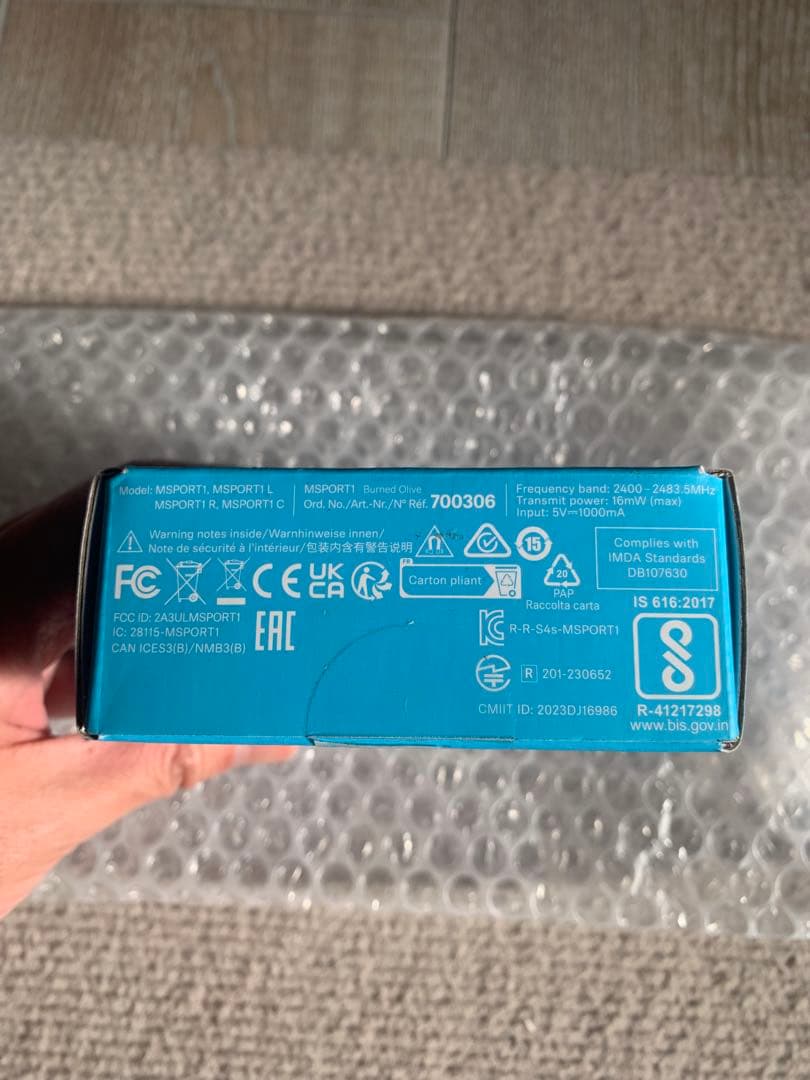 Model: MSPORT1, MSPORT1 L
MSPORT1 R, MSPORT1 C
MSPORT1 Burned Olive
Ord. No./Art.-Nr./N° Réf. 700306
Frequency band: 2400–2483.5MHz
Transmit power: 16mW (max)
Input: 5V⎓1000mA
Warning notes inside/Warnhinweise innen/
Note de sécurité à l'intérieur/包装内含有警告说明
15
Complies with
IMDA Standards
DB107630
FC
CE
UK
CA
FR
Carton pliant
20
PAP
Raccolta carta
FCC ID: 2A3ULMSPORT1
IC: 28115-MSPORT1
CAN ICES3(B)/NMB3(B)
EAC
R-R-S4s-MSPORT1
R 201-230652
CMIIT ID: 2023DJ16986
IS 616:2017
R-41217298
www.bis.gov.in